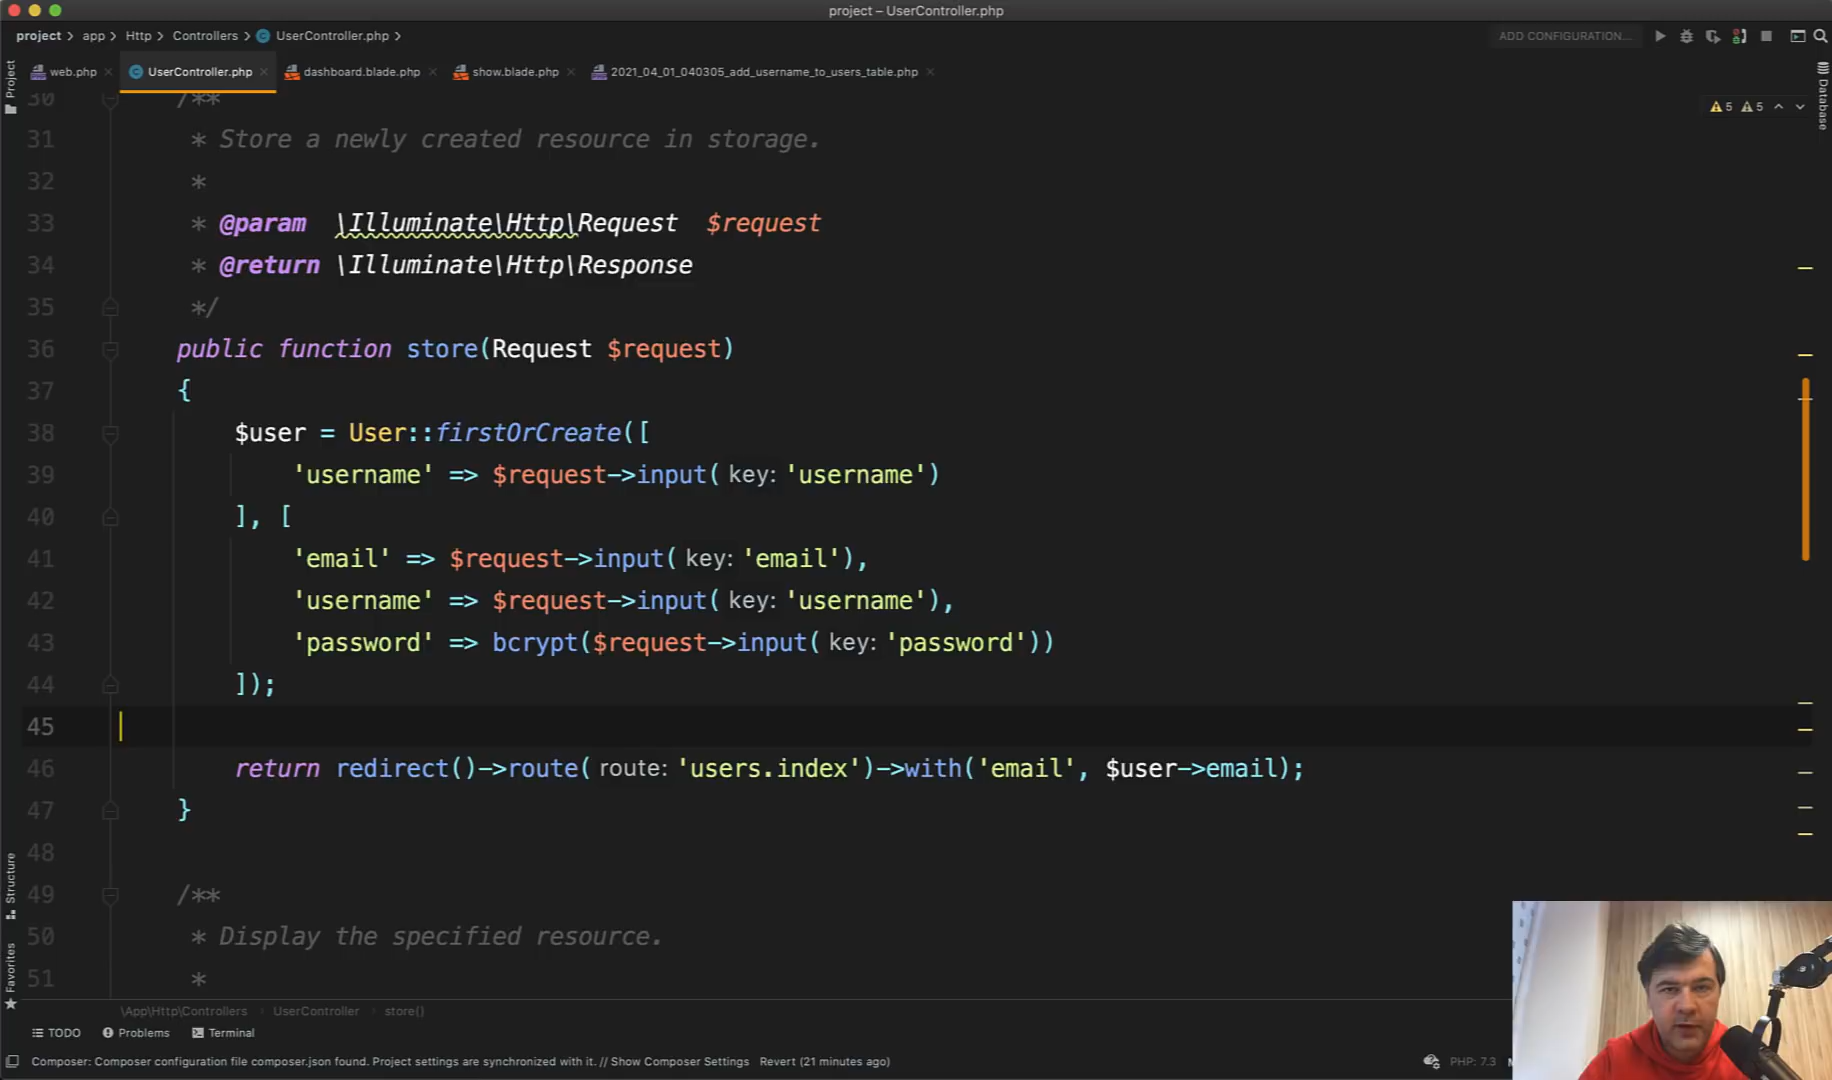 project – UserController.php
project > app > Http > Controllers > UserController.php >
ADD CONFIGURATION...
Project
web.php
UserController.php
dashboard.blade.php
show.blade.php
2021_04_01_040305_add_username_to_users_table.php
Database
5 5
30 /**
31 * Store a newly created resource in storage.
32 *
33 * @param \Illuminate\Http\Request $request
34 * @return \Illuminate\Http\Response
35 */
36 public function store(Request $request)
37 {
38 $user = User::firstOrCreate([
39 'username' => $request->input( key: 'username')
40 ], [
41 'email' => $request->input( key: 'email'),
42 'username' => $request->input( key: 'username'),
43 'password' => bcrypt($request->input( key: 'password'))
44 ]);
45
46 return redirect()->route( route: 'users.index')->with('email', $user->email);
47 }
48
49 /**
50 * Display the specified resource.
51 *
Structure
Favorites
\App\Http\Controllers > UserController > store()
TODO
Problems
Terminal
Composer: Composer configuration file composer.json found. Project settings are synchronized with it. // Show Composer Settings Revert (21 minutes ago)
PHP: 7.3